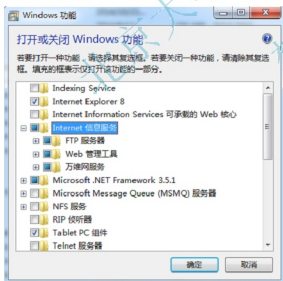 Windows 功能
打开或关闭 Windows 功能
若要打开一种功能，请选择其复选框。若要关闭一种功能，请清除其复选
框。填充的框表示仅打开该功能的一部分。
Indexing Service
Internet Explorer 8
Internet Information Services 可承载的 Web 核心
Internet 信息服务
FTP 服务器
Web 管理工具
万维网服务
Microsoft .NET Framework 3.5.1
Microsoft Message Queue (MSMQ) 服务器
NFS 服务
RIP 侦听器
Tablet PC 组件
Telnet 服务器
确定 取消